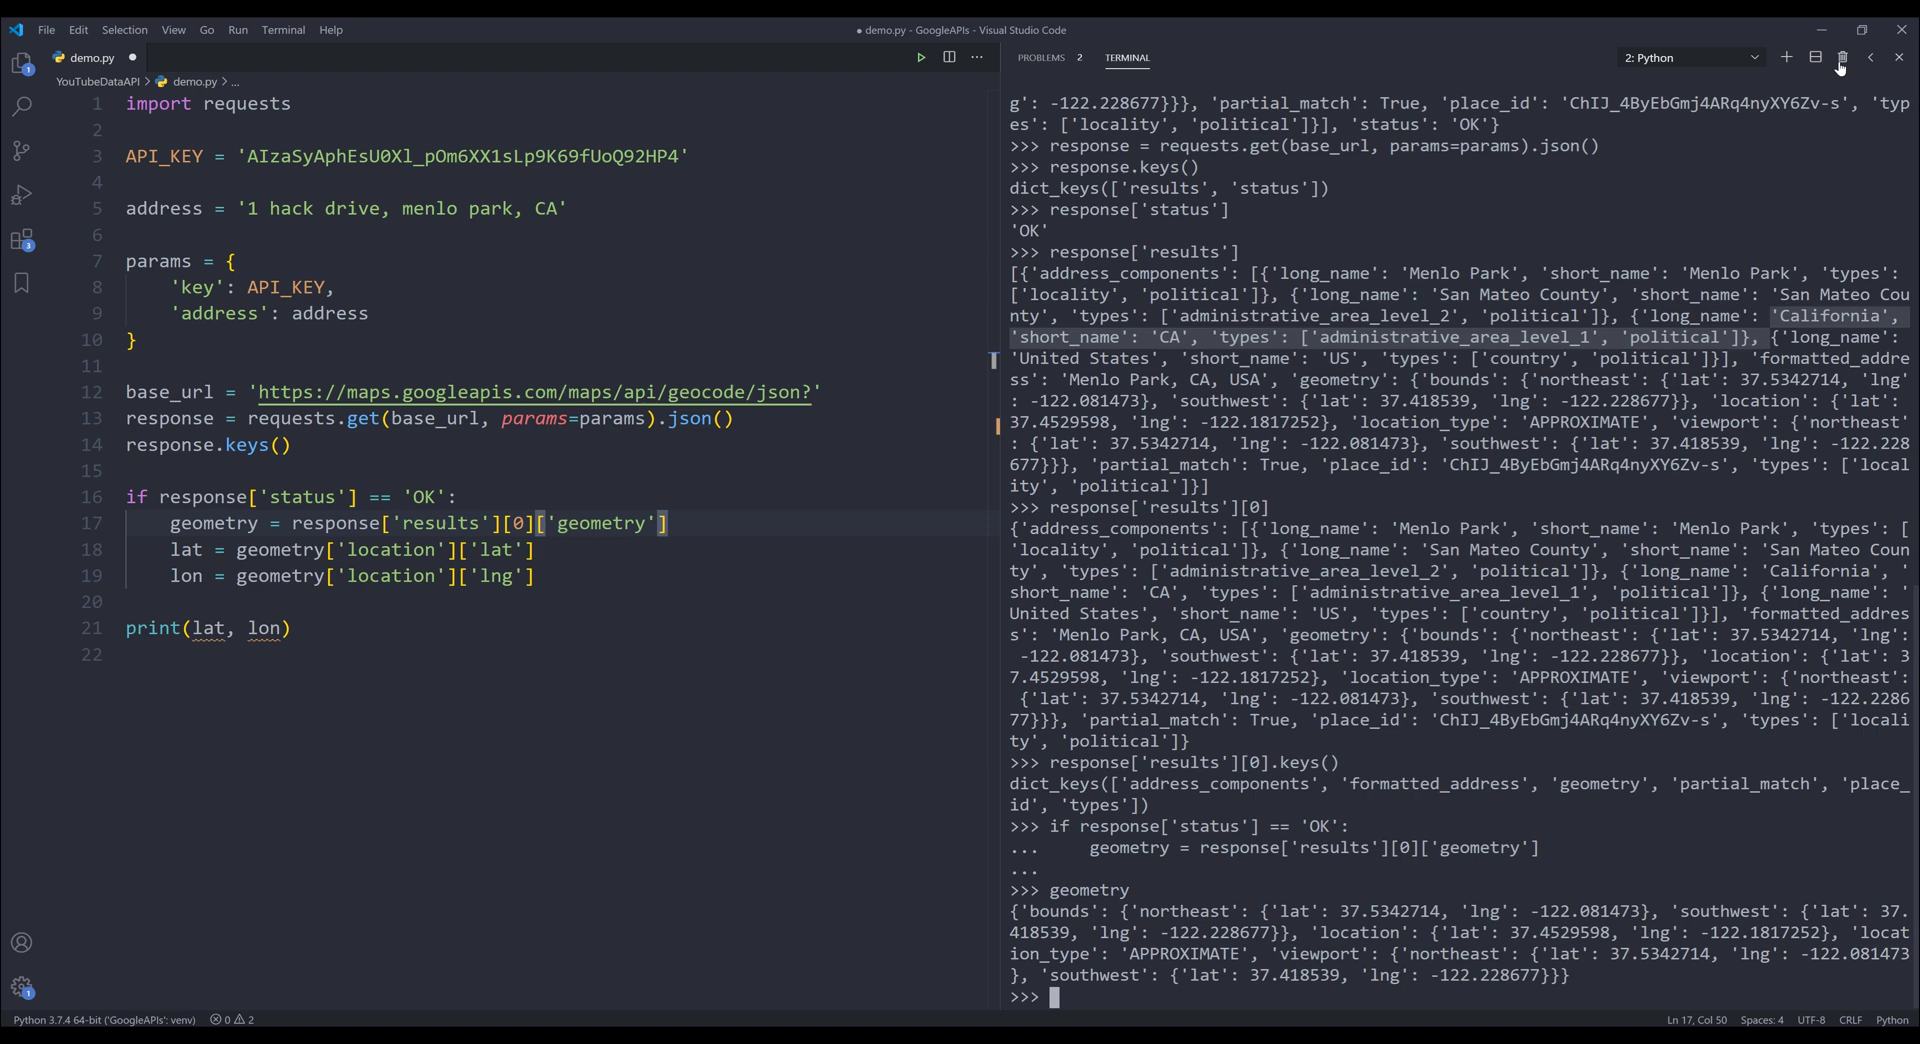 File Edit Selection View Go Run Terminal Help
● demo.py - GoogleAPIs - Visual Studio Code
demo.py ●
YouTubeDataAPI > demo.py > ...
1 import requests
2
3 API_KEY = 'AIzaSyAphEsU0Xl_pOm6XX1sLp9K69fUoQ92HP4'
4
5 address = '1 hack drive, menlo park, CA'
6
7 params = {
8 'key': API_KEY,
9 'address': address
10 }
11
12 base_url = 'https://maps.googleapis.com/maps/api/geocode/json?'
13 response = requests.get(base_url, params=params).json()
14 response.keys()
15
16 if response['status'] == 'OK':
17 geometry = response['results'][0]['geometry']
18 lat = geometry['location']['lat']
19 lon = geometry['location']['lng']
20
21 print(lat, lon)
22
PROBLEMS 2 TERMINAL
2: Python
g': -122.228677}}}, 'partial_match': True, 'place_id': 'ChIJ_4ByEbGmj4ARq4nyXY6Zv-s', 'typ
es': ['locality', 'political']}], 'status': 'OK'}
>>> response = requests.get(base_url, params=params).json()
>>> response.keys()
dict_keys(['results', 'status'])
>>> response['status']
'OK'
>>> response['results']
[{'address_components': [{'long_name': 'Menlo Park', 'short_name': 'Menlo Park', 'types':
['locality', 'political']}, {'long_name': 'San Mateo County', 'short_name': 'San Mateo Cou
nty', 'types': ['administrative_area_level_2', 'political']}, {'long_name': 'California',
'short_name': 'CA', 'types': ['administrative_area_level_1', 'political']}, {'long_name':
'United States', 'short_name': 'US', 'types': ['country', 'political']}], 'formatted_addre
ss': 'Menlo Park, CA, USA', 'geometry': {'bounds': {'northeast': {'lat': 37.5342714, 'lng'
: -122.081473}, 'southwest': {'lat': 37.418539, 'lng': -122.228677}}, 'location': {'lat':
37.4529598, 'lng': -122.1817252}, 'location_type': 'APPROXIMATE', 'viewport': {'northeast'
: {'lat': 37.5342714, 'lng': -122.081473}, 'southwest': {'lat': 37.418539, 'lng': -122.228
677}}}, 'partial_match': True, 'place_id': 'ChIJ_4ByEbGmj4ARq4nyXY6Zv-s', 'types': ['local
ity', 'political']}]
>>> response['results'][0]
{'address_components': [{'long_name': 'Menlo Park', 'short_name': 'Menlo Park', 'types': [
'locality', 'political']}, {'long_name': 'San Mateo County', 'short_name': 'San Mateo Coun
ty', 'types': ['administrative_area_level_2', 'political']}, {'long_name': 'California', '
short_name': 'CA', 'types': ['administrative_area_level_1', 'political']}, {'long_name': '
United States', 'short_name': 'US', 'types': ['country', 'political']}], 'formatted_addres
s': 'Menlo Park, CA, USA', 'geometry': {'bounds': {'northeast': {'lat': 37.5342714, 'lng':
-122.081473}, 'southwest': {'lat': 37.418539, 'lng': -122.228677}}, 'location': {'lat': 3
7.4529598, 'lng': -122.1817252}, 'location_type': 'APPROXIMATE', 'viewport': {'northeast':
{'lat': 37.5342714, 'lng': -122.081473}, 'southwest': {'lat': 37.418539, 'lng': -122.2286
77}}}, 'partial_match': True, 'place_id': 'ChIJ_4ByEbGmj4ARq4nyXY6Zv-s', 'types': ['locali
ty', 'political']}
>>> response['results'][0].keys()
dict_keys(['address_components', 'formatted_address', 'geometry', 'partial_match', 'place_
id', 'types'])
>>> if response['status'] == 'OK':
... geometry = response['results'][0]['geometry']
...
>>> geometry
{'bounds': {'northeast': {'lat': 37.5342714, 'lng': -122.081473}, 'southwest': {'lat': 37.
418539, 'lng': -122.228677}}, 'location': {'lat': 37.4529598, 'lng': -122.1817252}, 'locat
ion_type': 'APPROXIMATE', 'viewport': {'northeast': {'lat': 37.5342714, 'lng': -122.081473
}, 'southwest': {'lat': 37.418539, 'lng': -122.228677}}}
>>>
1
3
1
Python 3.7.4 64-bit ('GoogleAPIs': venv) 0 2
Ln 17, Col 50 Spaces: 4 UTF-8 CRLF Python